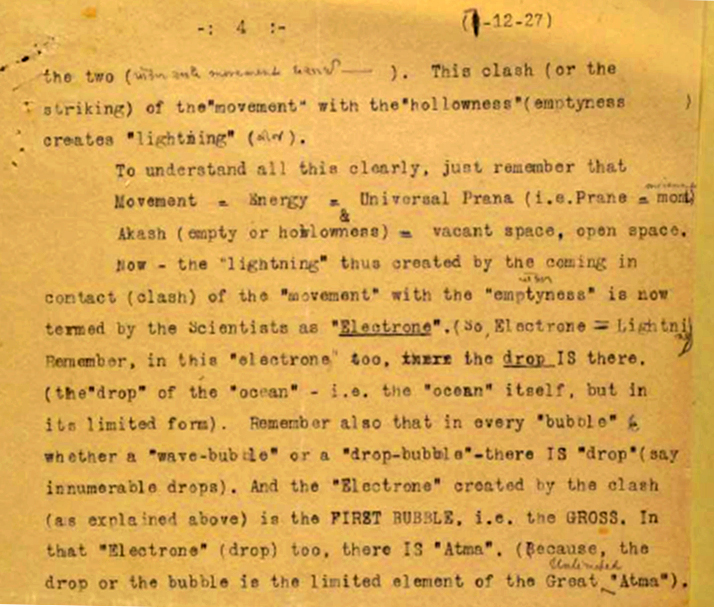 -: 4 :- ( -12-27)
the two ( movement ). This clash (or the
striking) of the"movement" with the"hollowness"(emptyness )
creates "lightning" ( ).
To understand all this clearly, just remember that
Movement = Energy = Universal Prana (i.e.Prane =
&
Akash (empty or hollowness) = vacant space, open space.
Now - the "lightning" thus created by the coming in
contact (clash) of the "movement" with the "emptyness" is now
termed by the Scientists as "Electrone".(So,Electrone = Lightni
Remember, in this "electrone" too, the drop IS there.
(the"drop" of the "ocean" - i.e. the "ocean" itself, but in
its limited form). Remember also that in every "bubble"
whether a "wave-bubble" or a "drop-bubble"-there IS "drop"(say
innumerable drops). And the "Electrone" created by the clash
(as explained above) is the FIRST BUBBLE, i.e. the GROSS. In
that "Electrone" (drop) too, there IS "Atma". (Because, the
Unlimited
drop or the bubble is the limited element of the Great "Atma").